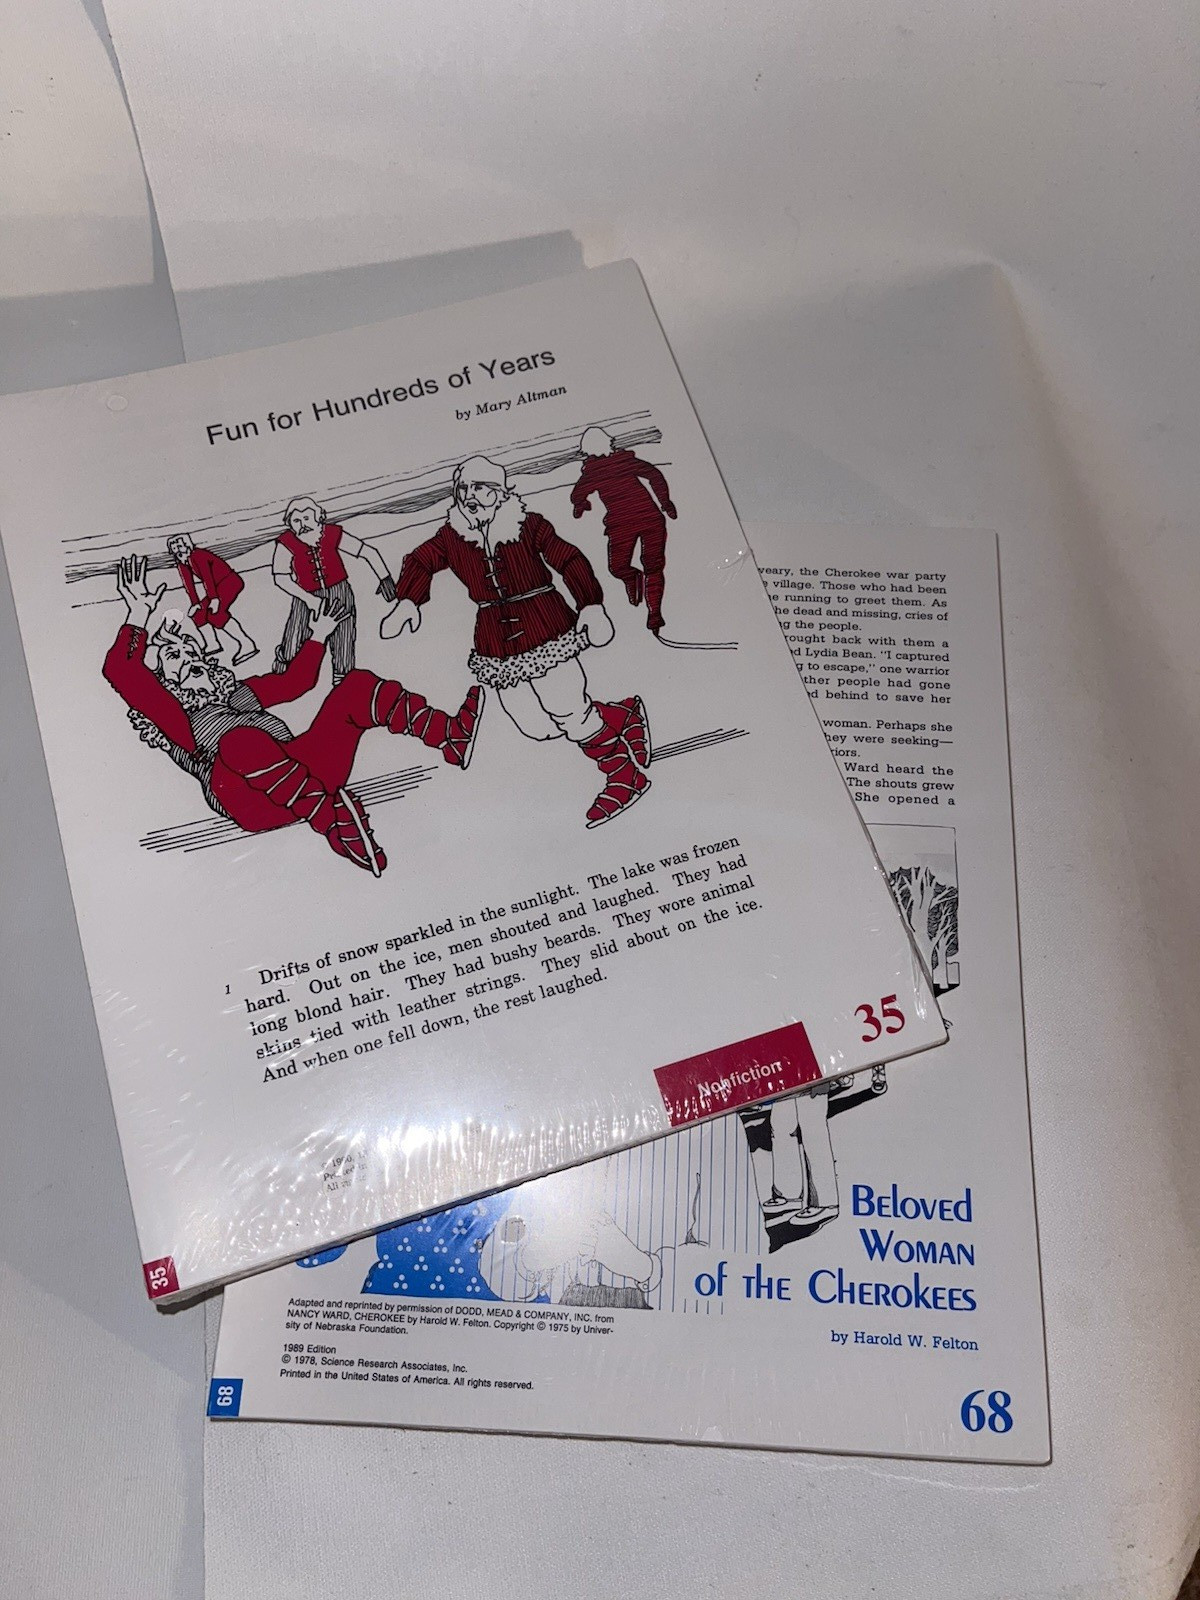 Fun for Hundreds of Years
by Mary Altman
1 Drifts of snow sparkled in the sunlight. The lake was frozen
hard. Out on the ice, men shouted and laughed. They had
long blond hair. They had bushy beards. They wore animal
skins tied with leather strings. They slid about on the ice.
And when one fell down, the rest laughed.
35
Nonfiction
35
weary, the Cherokee war party
village. Those who had been
running to greet them. As
the dead and missing, cries of
the people.
brought back with them a
Lydia Bean. "I captured
to escape," one warrior
other people had gone
behind to save her
woman. Perhaps she
they were seeking—
Ward heard the
The shouts grew
She opened a
Beloved
Woman
of the Cherokees
by Harold W. Felton
Adapted and reprinted by permission of DODD, MEAD & COMPANY, INC. from
NANCY WARD, CHEROKEE by Harold W. Felton. Copyright © 1975 by Univer-
sity of Nebraska Foundation.
1989 Edition
© 1978, Science Research Associates, Inc.
Printed in the United States of America. All rights reserved.
68
68